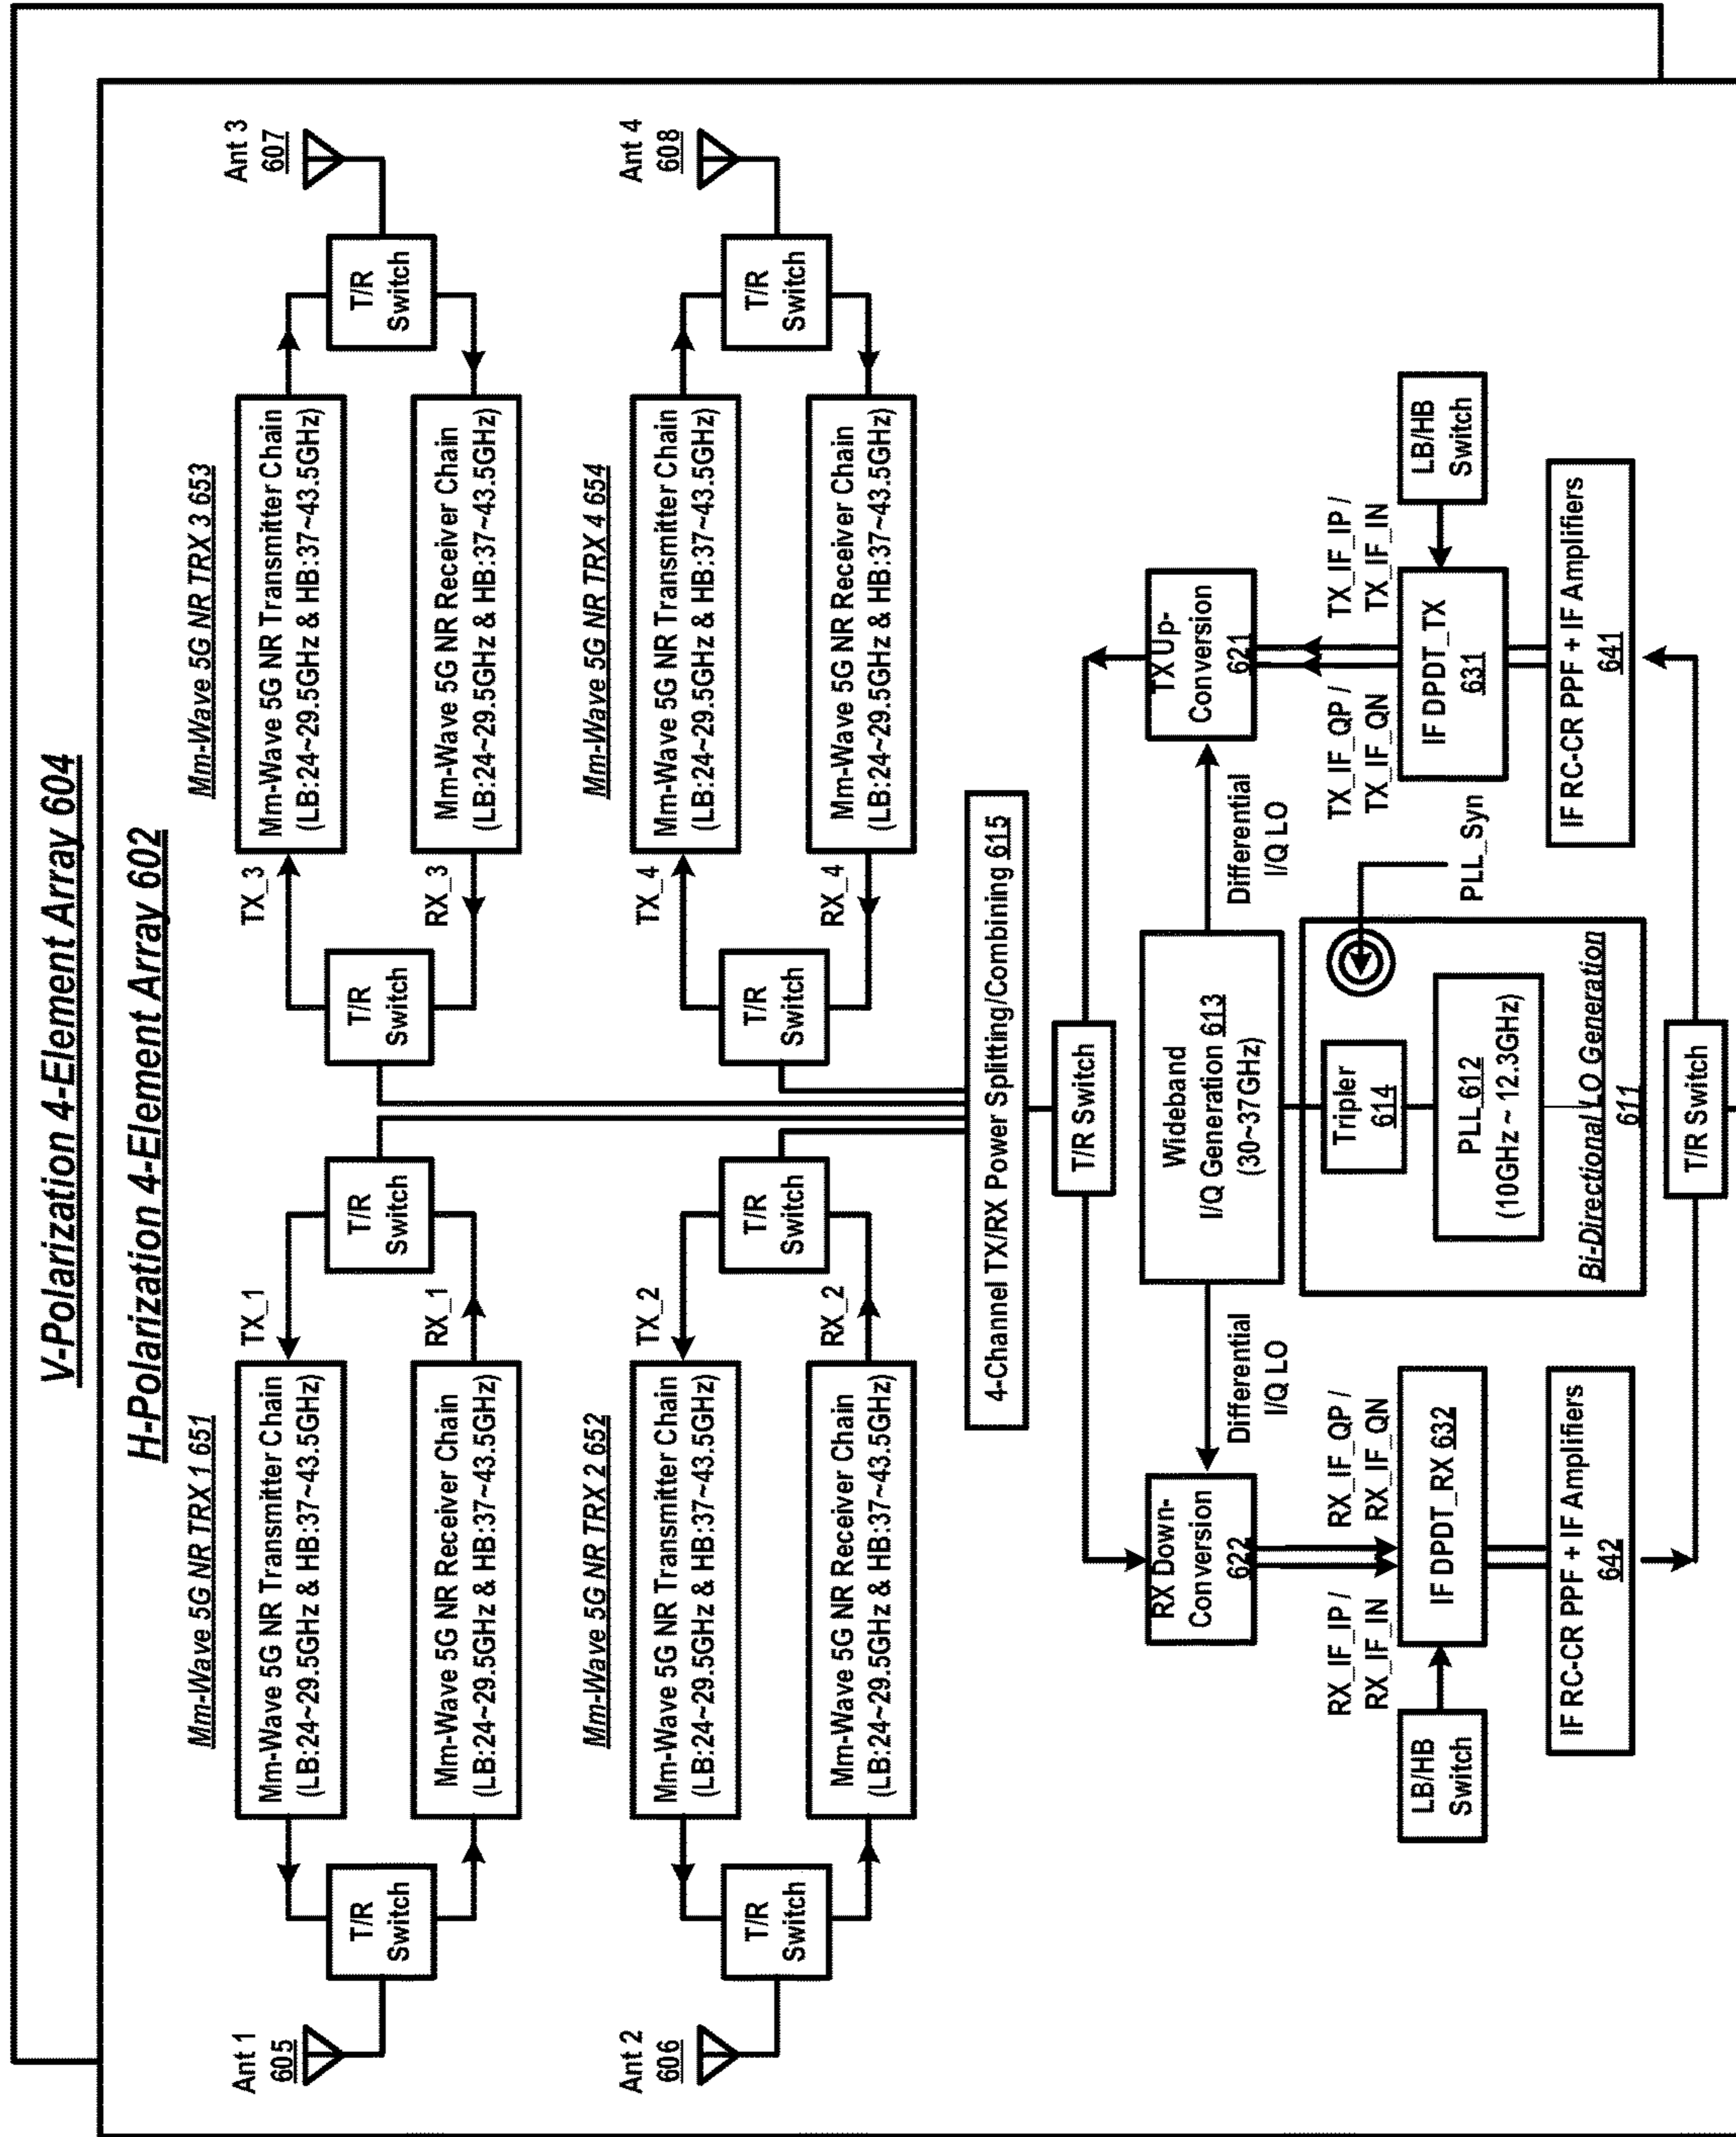 V-Polarization 4-Element Array 604
H-Polarization 4-Element Array 602
Mm-Wave 5G NR TRX 1 651
Ant 1
605
T/R
Switch
Mm-Wave 5G NR Transmitter Chain
(LB:24~29.5GHz & HB:37~43.5GHz)
Mm-Wave 5G NR Receiver Chain
(LB:24~29.5GHz & HB:37~43.5GHz)
TX_1
RX_1
T/R
Switch
Mm-Wave 5G NR TRX 3 653
T/R
Switch
TX_3
RX_3
Mm-Wave 5G NR Transmitter Chain
(LB:24~29.5GHz & HB:37~43.5GHz)
Mm-Wave 5G NR Receiver Chain
(LB:24~29.5GHz & HB:37~43.5GHz)
T/R
Switch
Ant 3
607
Mm-Wave 5G NR TRX 2 652
Ant 2
606
T/R
Switch
Mm-Wave 5G NR Transmitter Chain
(LB:24~29.5GHz & HB:37~43.5GHz)
Mm-Wave 5G NR Receiver Chain
(LB:24~29.5GHz & HB:37~43.5GHz)
TX_2
RX_2
T/R
Switch
Mm-Wave 5G NR TRX 4 654
T/R
Switch
TX_4
RX_4
Mm-Wave 5G NR Transmitter Chain
(LB:24~29.5GHz & HB:37~43.5GHz)
Mm-Wave 5G NR Receiver Chain
(LB:24~29.5GHz & HB:37~43.5GHz)
T/R
Switch
Ant 4
608
4-Channel TX/RX Power Splitting/Combining 615
T/R Switch
RX Down-
Conversion
622
Differential
I/Q LO
Wideband
I/Q Generation 613
(30~37GHz)
Differential
I/Q LO
TX Up-
Conversion
621
RX_IF_IP /
RX_IF_IN
RX_IF_QP /
RX_IF_QN
Tripler
614
PLL_Syn
TX_IF_QP /
TX_IF_QN
TX_IF_IP /
TX_IF_IN
LB/HB
Switch
IF DPDT_RX 632
PLL 612
(10GHz ~ 12.3GHz)
IF DPDT_TX
631
LB/HB
Switch
IF RC-CR PPF + IF Amplifiers
642
Bi-Directional LO Generation
611
IF RC-CR PPF + IF Amplifiers
641
T/R Switch